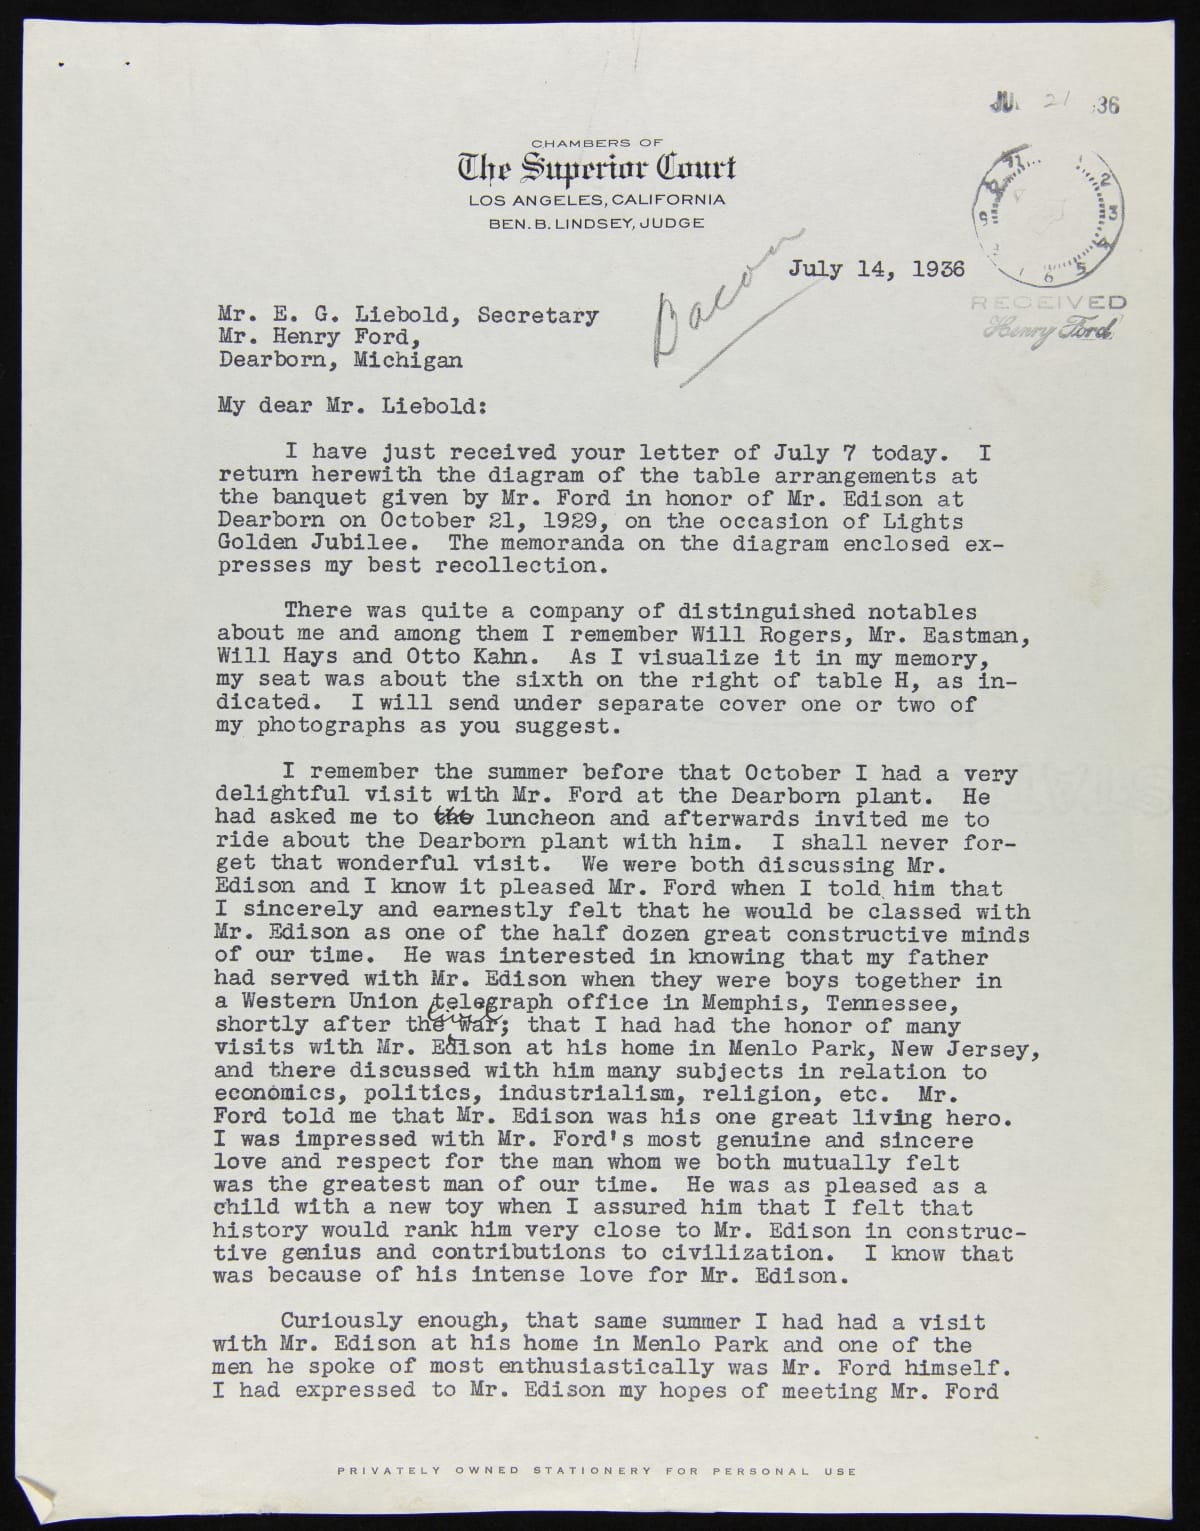 JUL 21 '36
CHAMBERS OF
The Superior Court
LOS ANGELES, CALIFORNIA
BEN. B. LINDSEY, JUDGE
Bacon
July 14, 1936
RECEIVED
Henry Ford
Mr. E. G. Liebold, Secretary
Mr. Henry Ford,
Dearborn, Michigan
My dear Mr. Liebold:
I have just received your letter of July 7 today. I
return herewith the diagram of the table arrangements at
the banquet given by Mr. Ford in honor of Mr. Edison at
Dearborn on October 21, 1929, on the occasion of Lights
Golden Jubilee. The memoranda on the diagram enclosed ex-
presses my best recollection.
There was quite a company of distinguished notables
about me and among them I remember Will Rogers, Mr. Eastman,
Will Hays and Otto Kahn. As I visualize it in my memory,
my seat was about the sixth on the right of table H, as in-
dicated. I will send under separate cover one or two of
my photographs as you suggest.
I remember the summer before that October I had a very
delightful visit with Mr. Ford at the Dearborn plant. He
had asked me to the luncheon and afterwards invited me to
ride about the Dearborn plant with him. I shall never for-
get that wonderful visit. We were both discussing Mr.
Edison and I know it pleased Mr. Ford when I told him that
I sincerely and earnestly felt that he would be classed with
Mr. Edison as one of the half dozen great constructive minds
of our time. He was interested in knowing that my father
had served with Mr. Edison when they were boys together in
a Western Union telegraph office in Memphis, Tennessee,
shortly after the civil war; that I had had the honor of many
visits with Mr. Edison at his home in Menlo Park, New Jersey,
and there discussed with him many subjects in relation to
economics, politics, industrialism, religion, etc. Mr.
Ford told me that Mr. Edison was his one great living hero.
I was impressed with Mr. Ford's most genuine and sincere
love and respect for the man whom we both mutually felt
was the greatest man of our time. He was as pleased as a
child with a new toy when I assured him that I felt that
history would rank him very close to Mr. Edison in construc-
tive genius and contributions to civilization. I know that
was because of his intense love for Mr. Edison.
Curiously enough, that same summer I had had a visit
with Mr. Edison at his home in Menlo Park and one of the
men he spoke of most enthusiastically was Mr. Ford himself.
I had expressed to Mr. Edison my hopes of meeting Mr. Ford
PRIVATELY OWNED STATIONERY FOR PERSONAL USE